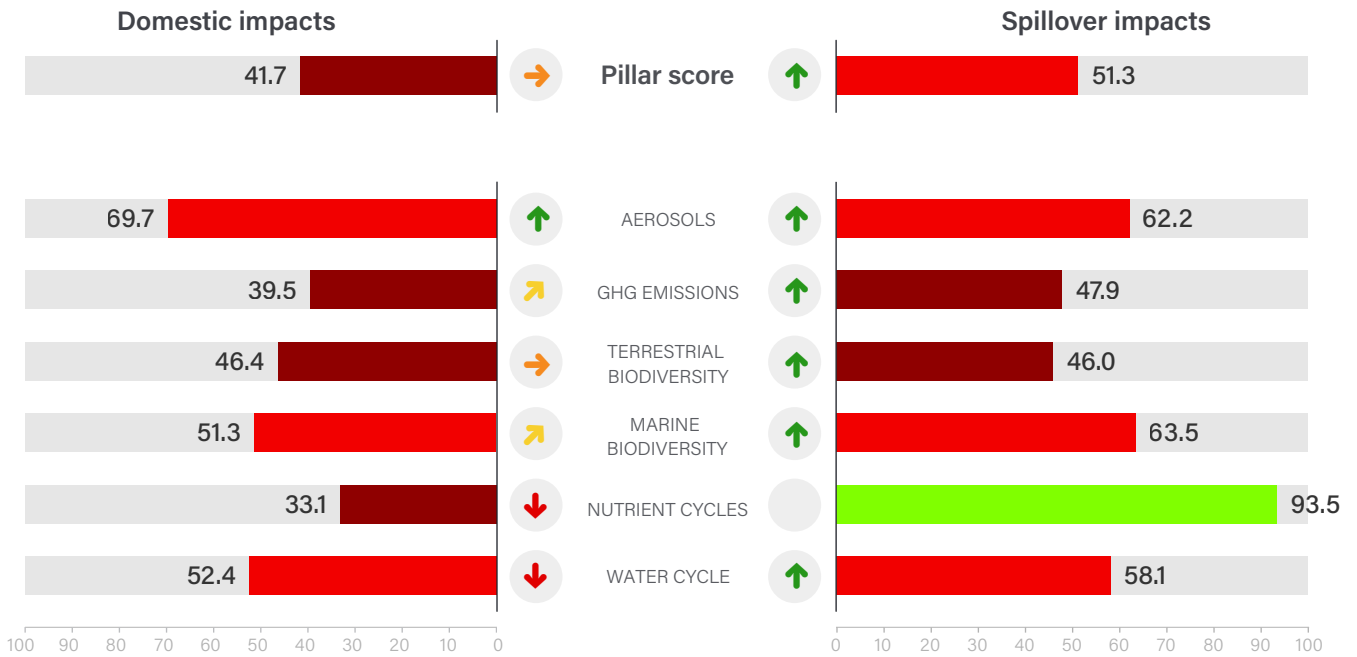 Domestic impacts
Spillover impacts
41.7
Pillar score
51.3
69.7
AEROSOLS
62.2
39.5
GHG EMISSIONS
47.9
46.4
TERRESTRIAL
BIODIVERSITY
46.0
51.3
MARINE
BIODIVERSITY
63.5
33.1
NUTRIENT CYCLES
93.5
52.4
WATER CYCLE
58.1
100 90 80 70 60 50 40 30 20 10 0
0 10 20 30 40 50 60 70 80 90 100